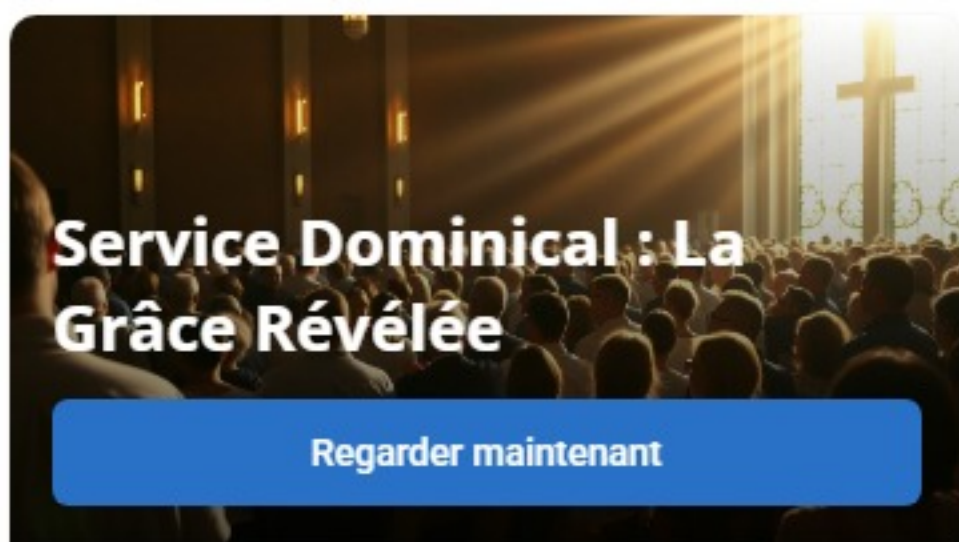 Service Dominical : La
Grâce Révélée
Regarder maintenant